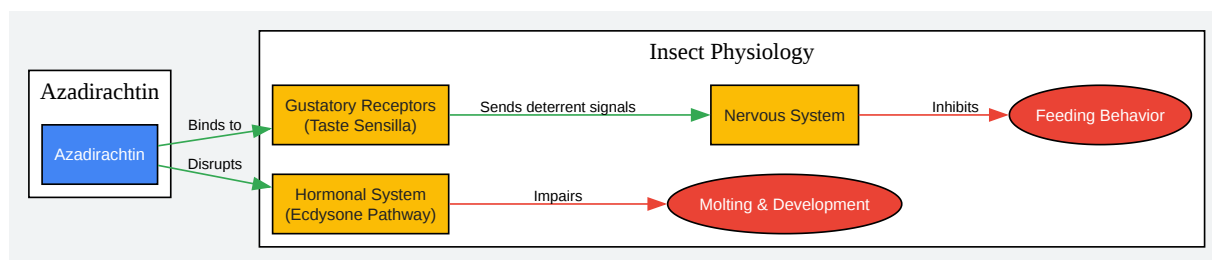 Insect Physiology
Azadirachtin
Azadirachtin
Binds to
Disrupts
Gustatory Receptors
(Taste Sensilla)
Sends deterrent signals
Nervous System
Inhibits
Feeding Behavior
Hormonal System
(Ecdysone Pathway)
Impairs
Molting & Development